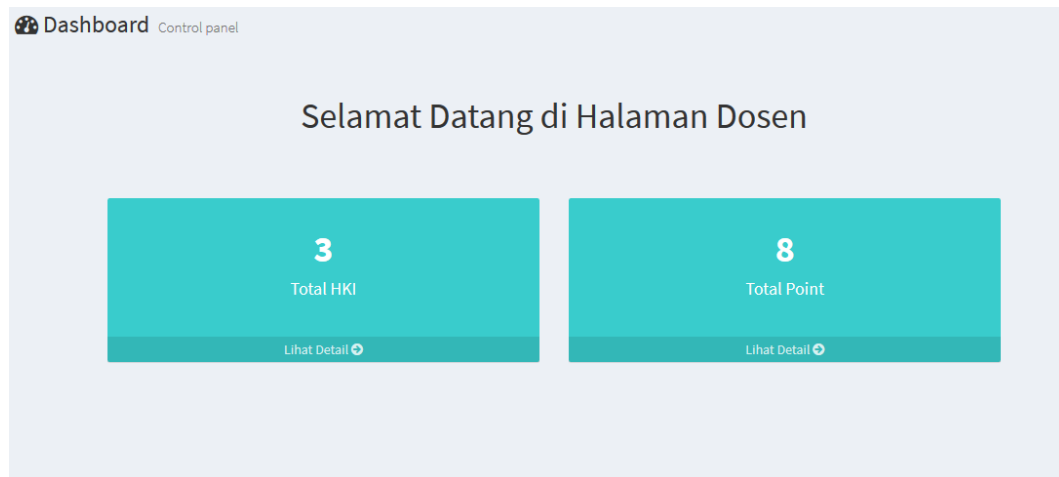 Dashboard Control panel
Selamat Datang di Halaman Dosen
3
Total HKI
Lihat Detail
8
Total Point
Lihat Detail